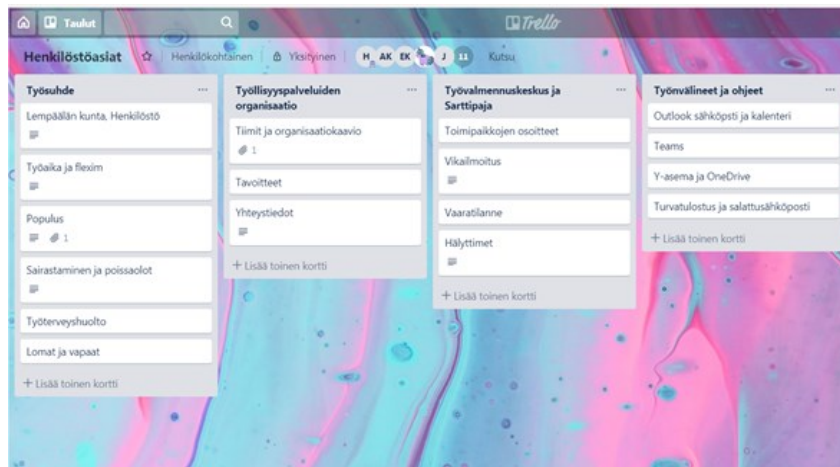 Taulut
Trello
Henkilöstöasiat
Henkilökohtainen
Yksityinen
H AK EK J 11
Kutsu
Työsuhde
Lempäälän kunta, Henkilöstö
Työaika ja flexim
Populus
1
Sairastaminen ja poissaolot
Työterveyshuolto
Lomat ja vapaat
+ Lisää toinen kortti
Työllisyyspalveluiden
organisaatio
Tiimit ja organisaatiokaavio
1
Tavoitteet
Yhteystiedot
+ Lisää toinen kortti
Työvalmennuskeskus ja
Sarttipaja
Toimipaikkojen osoitteet
Vikailmoitus
Vaaratilanne
Hälyttimet
+ Lisää toinen kortti
Työnvälineet ja ohjeet
Outlook sähköpsti ja kalenteri
Teams
Y-asema ja OneDrive
Turvatulostus ja salattusähköposti
+ Lisää toinen kortti